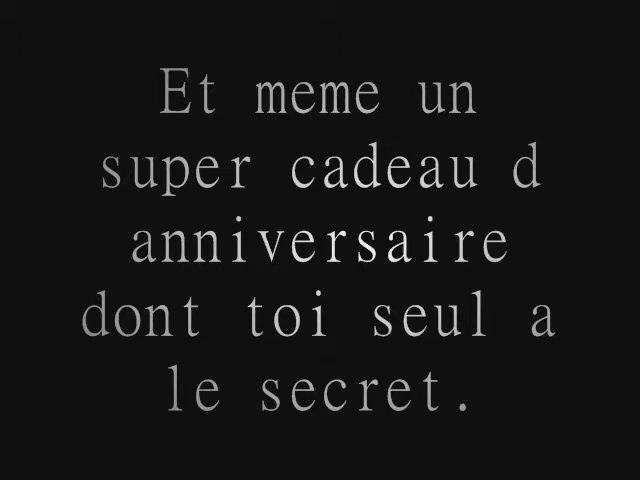 Et meme un
super cadeau d
anniversaire
dont toi seul a
le secret.